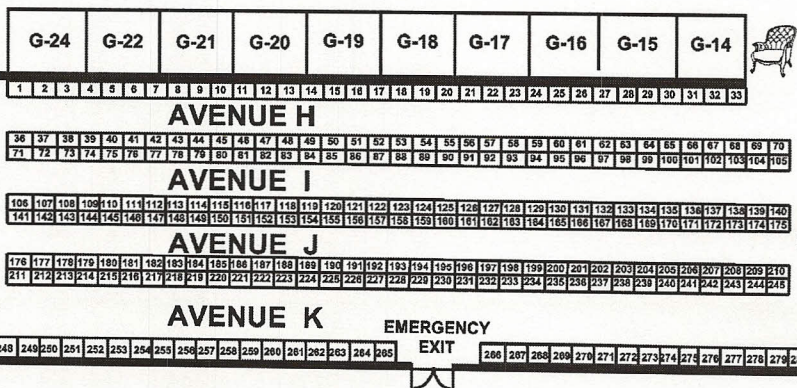 G-24 G-22 G-21 G-20 G-19 G-18 G-17 G-16 G-15 G-14
1 2 3 4 5 6 7 8 9 10 11 12 13 14 15 16 17 18 19 20 21 22 23 24 25 26 27 28 29 30 31 32 33
AVENUE H
36 37 38 39 40 41 42 43 44 45 46 47 48 49 50 51 52 53 54 55 56 57 58 59 60 61 62 63 64 65 66 67 68 69 70
71 72 73 74 75 76 77 78 79 80 81 82 83 84 85 86 87 88 89 90 91 92 93 94 95 96 97 98 99 100 101 102 103 104 105
AVENUE I
106 107 108 109 110 111 112 113 114 115 116 117 118 119 120 121 122 123 124 125 126 127 128 129 130 131 132 133 134 135 136 137 138 139 140
141 142 143 144 145 146 147 148 149 150 151 152 153 154 155 156 157 158 159 160 161 162 163 164 165 166 167 168 169 170 171 172 173 174 175
AVENUE J
176 177 178 179 180 181 182 183 184 185 186 187 188 189 190 191 192 193 194 195 196 197 198 199 200 201 202 203 204 205 206 207 208 209 210
211 212 213 214 215 216 217 218 219 220 221 222 223 224 225 226 227 228 229 230 231 232 233 234 235 236 237 238 239 240 241 242 243 244 245
AVENUE K
EMERGENCY
EXIT
248 249 250 251 252 253 254 255 256 257 258 259 260 261 262 263 264 265 266 267 268 269 270 271 272 273 274 275 276 277 278 279